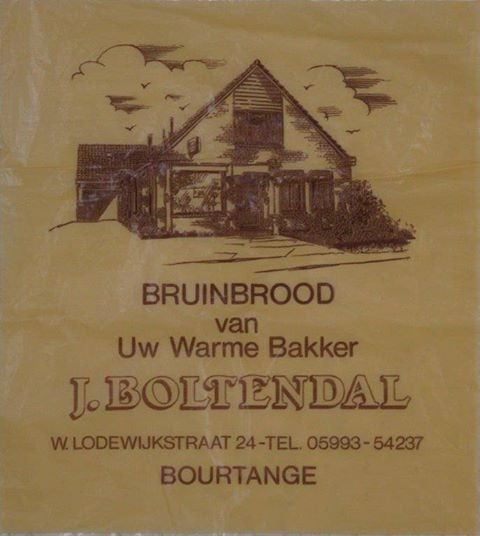 BRUINBROOD
van
Uw Warme Bakker
J. BOLTENDAL
W. LODEWIJKSTRAAT 24-TEL. 05993-54237
BOURTANGE